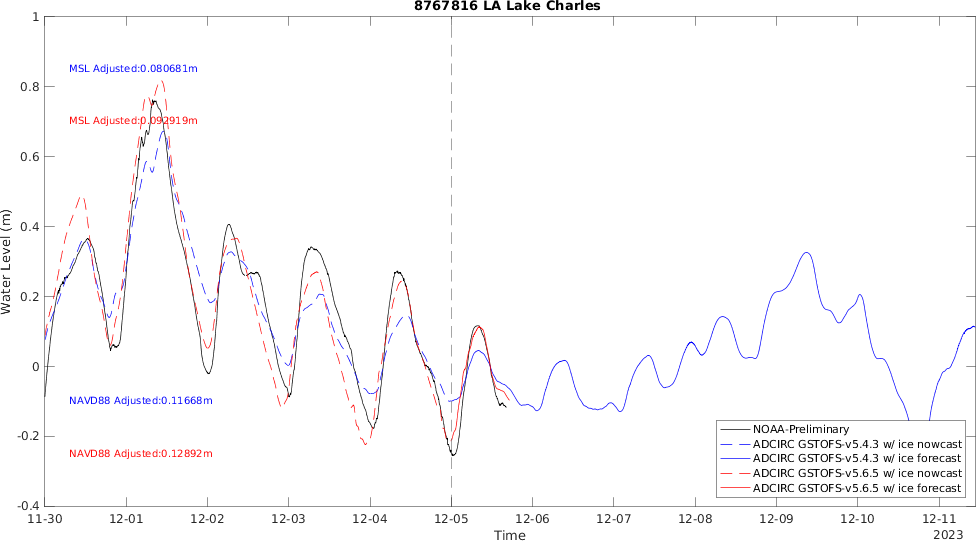 8767816 LA Lake Charles
1
0.8
0.6
0.4
0.2
0
-0.2
-0.4
Water Level (m)
MSL Adjusted:0.080681m
MSL Adjusted:0.092919m
NAVD88 Adjusted:0.11668m
NAVD88 Adjusted:0.12892m
NOAA-Preliminary
ADCIRC GSTOFS-v5.4.3 w/ ice nowcast
ADCIRC GSTOFS-v5.4.3 w/ ice forecast
ADCIRC GSTOFS-v5.6.5 w/ ice nowcast
ADCIRC GSTOFS-v5.6.5 w/ ice forecast
11-30 12-01 12-02 12-03 12-04 12-05 12-06 12-07 12-08 12-09 12-10 12-11
Time
2023